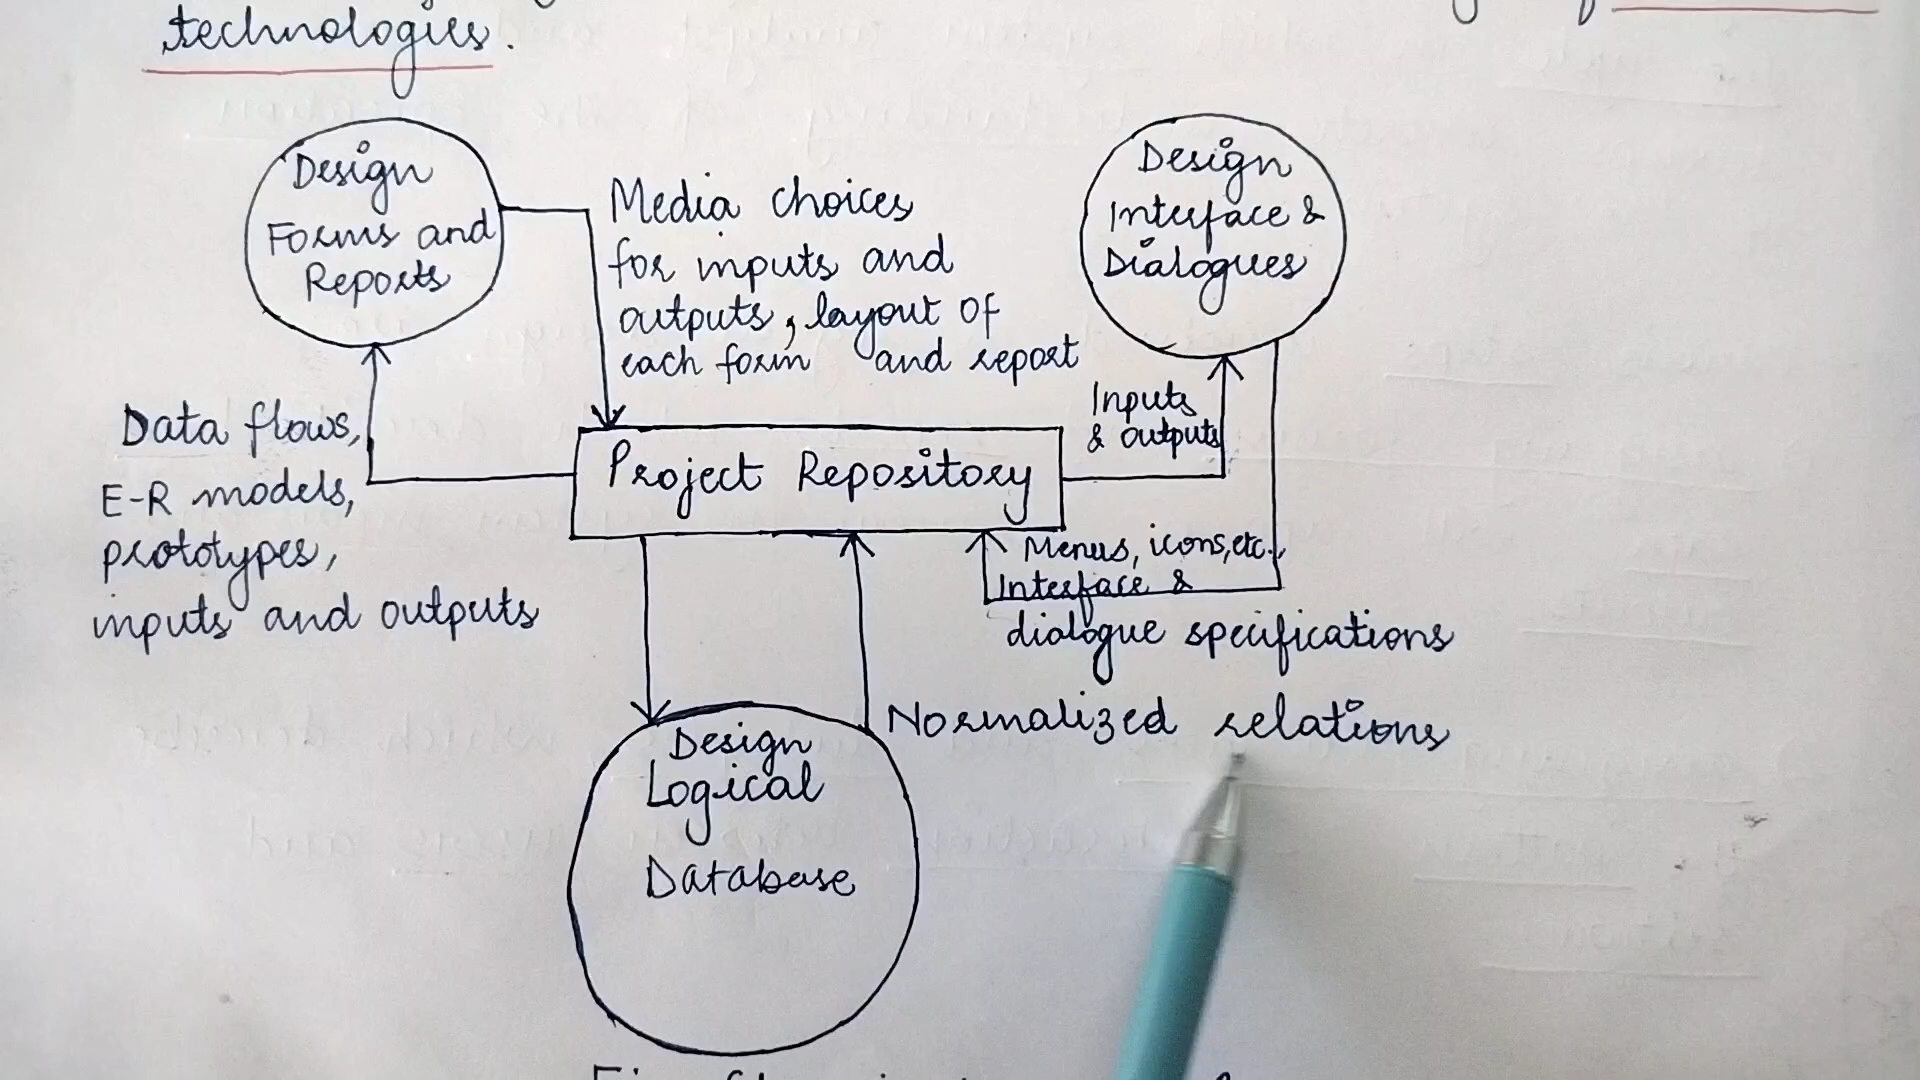 technologies.
Design
Forms and
Reports
Media choices
for inputs and
outputs, layout of
each form and report
Design
Interface &
Dialogues
Data flows,
E-R models,
prototypes,
inputs and outputs
Project Repository
Inputs
& outputs
Menus, icons, etc.,
Interface &
dialogue specifications
Normalized relations
Design
Logical
Database